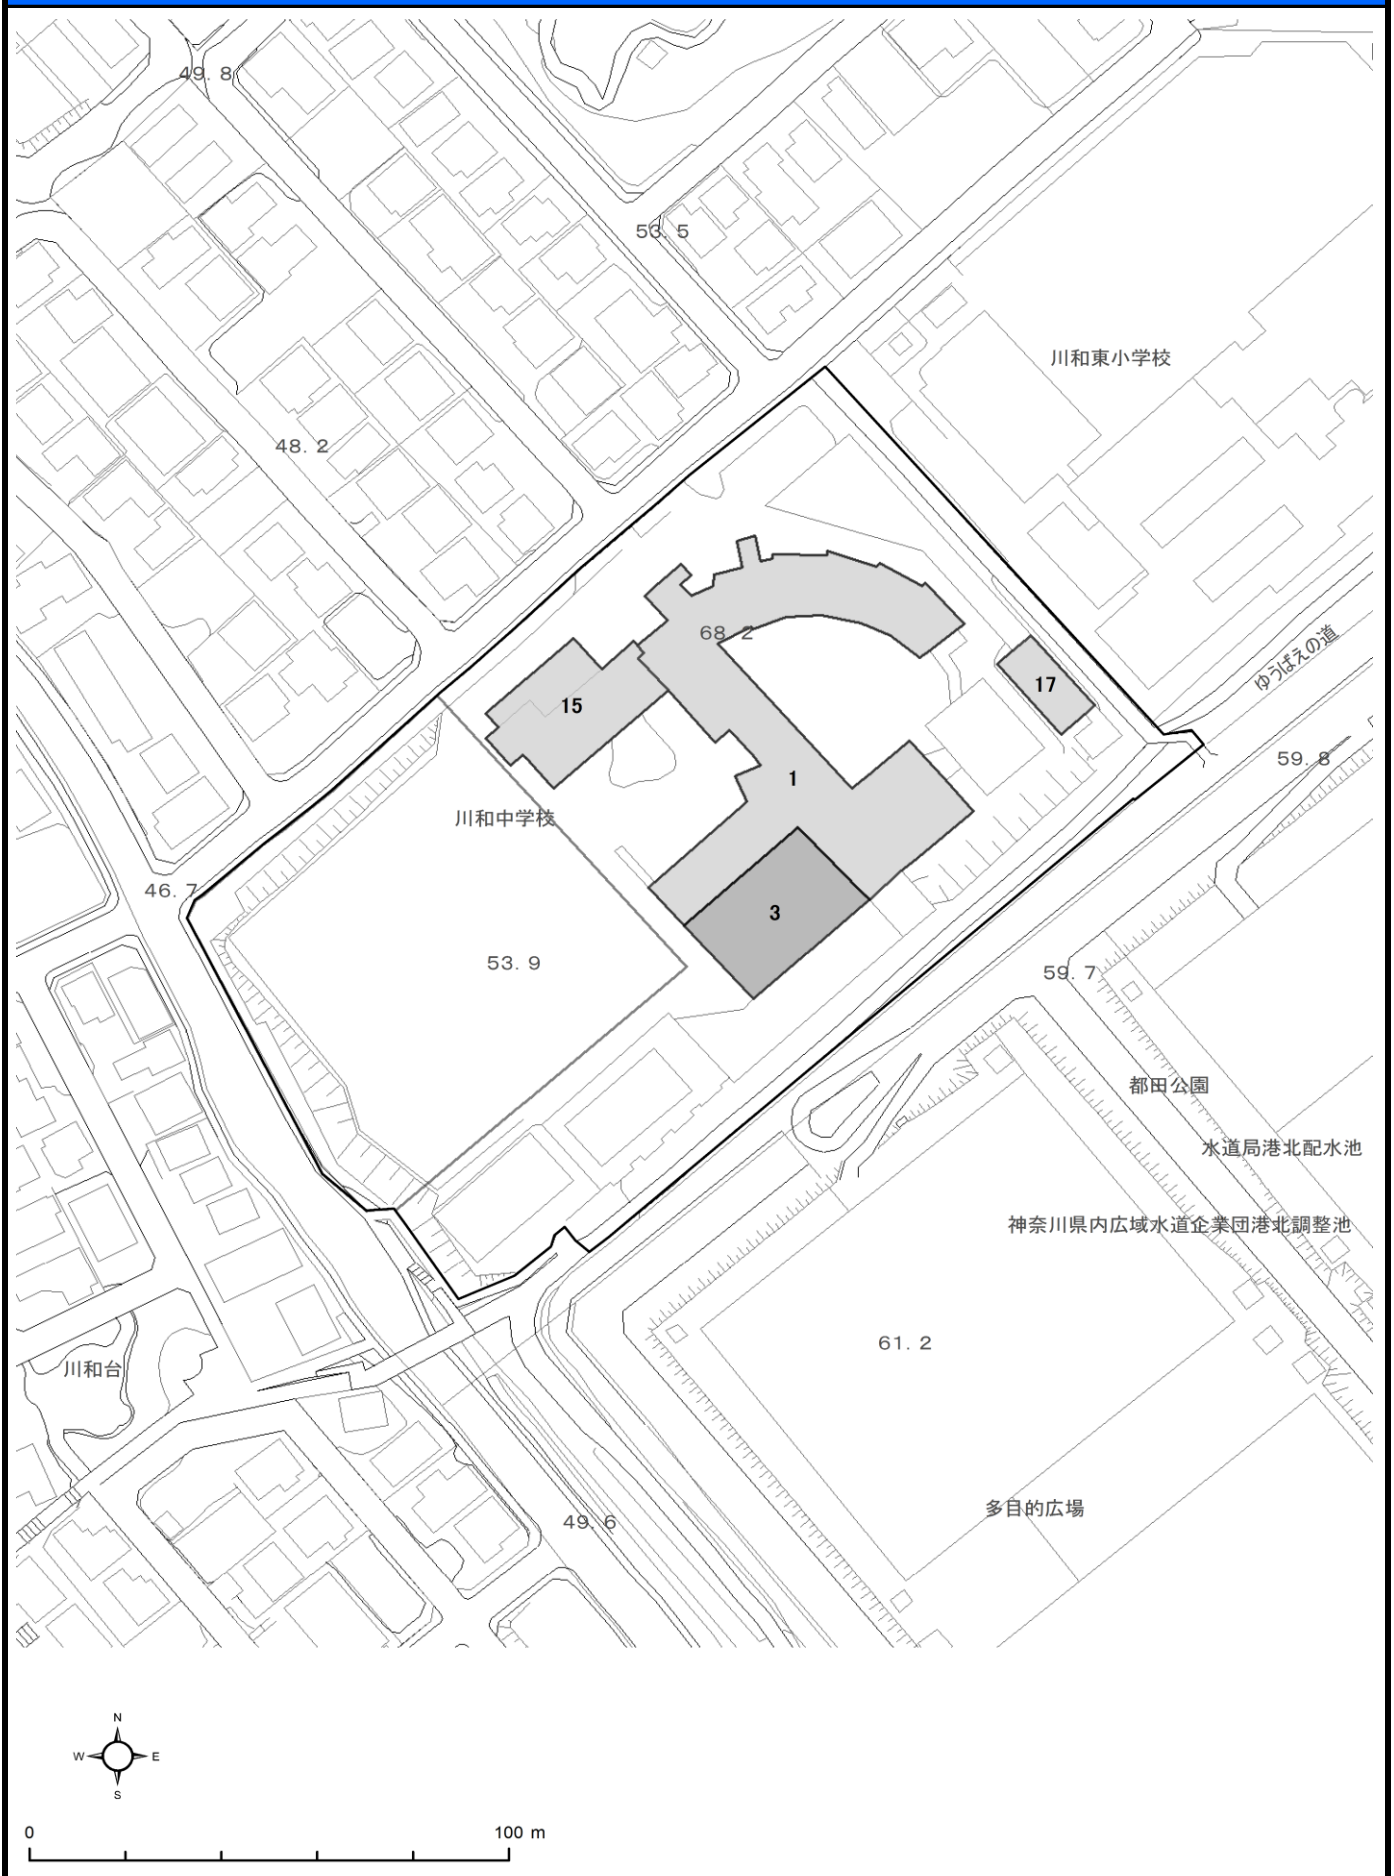 49. 8
53. 5
川和東小学校
48. 2
68. 2
ゆうばえの道
17
15
59. 8
1
川和中学校
46. 7
3
53. 9
59. 7
都田公園
水道局港北配水池
神奈川県内広域水道企業団港北調整池
61. 2
川和台
多目的広場
49. 6
N
W E
S
0 100 m